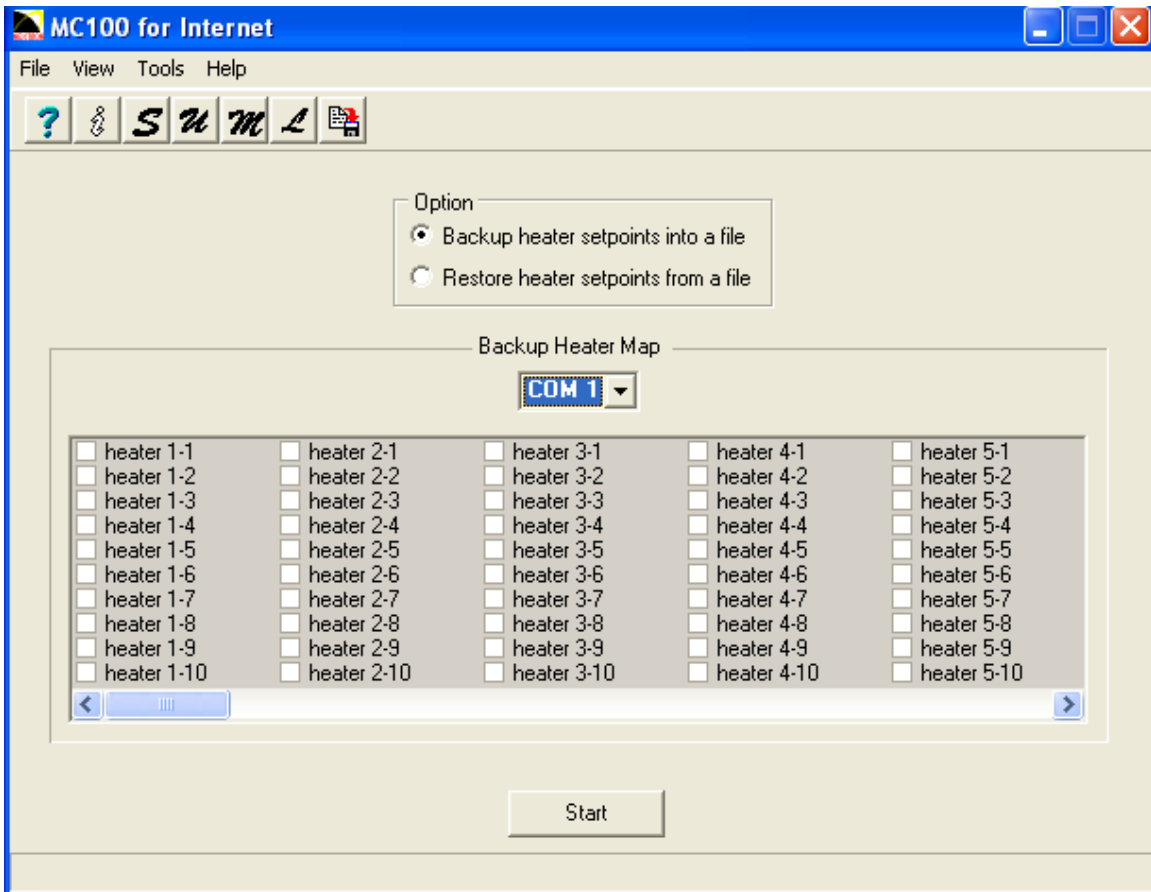 MC100 for Internet
File View Tools Help
? i S U M L
Option
Backup heater setpoints into a file
Restore heater setpoints from a file
Backup Heater Map
COM 1
heater 1-1 heater 2-1 heater 3-1 heater 4-1 heater 5-1
heater 1-2 heater 2-2 heater 3-2 heater 4-2 heater 5-2
heater 1-3 heater 2-3 heater 3-3 heater 4-3 heater 5-3
heater 1-4 heater 2-4 heater 3-4 heater 4-4 heater 5-4
heater 1-5 heater 2-5 heater 3-5 heater 4-5 heater 5-5
heater 1-6 heater 2-6 heater 3-6 heater 4-6 heater 5-6
heater 1-7 heater 2-7 heater 3-7 heater 4-7 heater 5-7
heater 1-8 heater 2-8 heater 3-8 heater 4-8 heater 5-8
heater 1-9 heater 2-9 heater 3-9 heater 4-9 heater 5-9
heater 1-10 heater 2-10 heater 3-10 heater 4-10 heater 5-10
Start